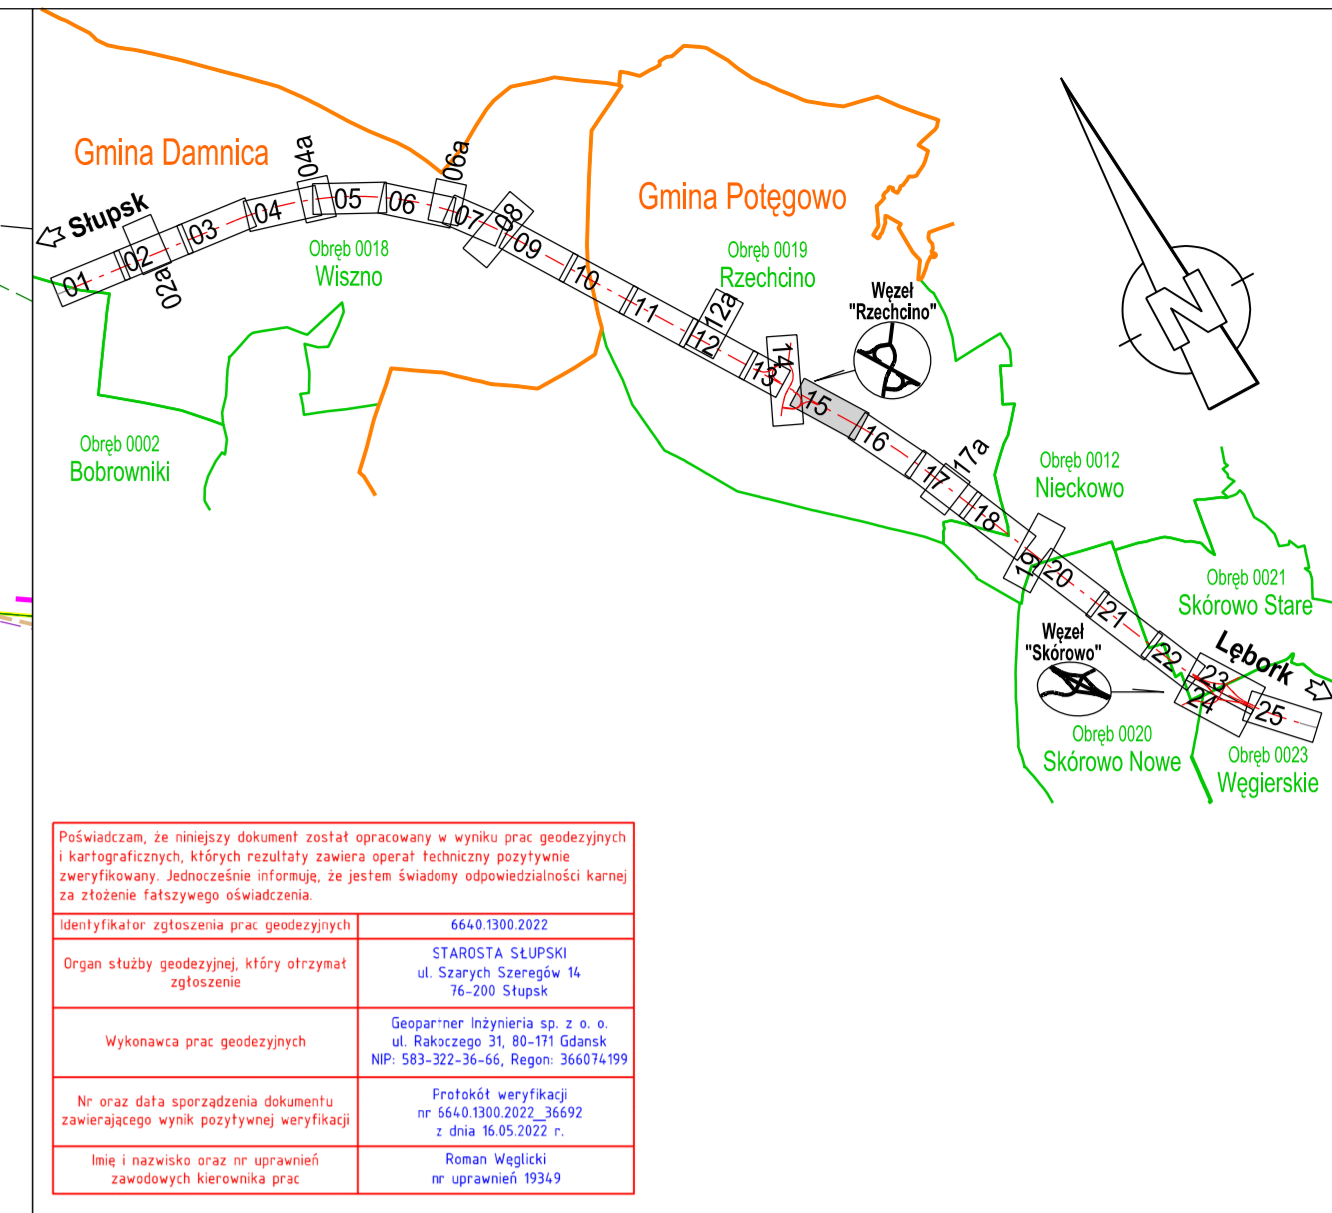 Gmina Damnica
Słupsk
01
02
02a
03
04
04a
05
06
06a
07
08
09
10
11
12
12a
13
14
15
16
17
17a
18
19
20
21
22
23
24
25
Obręb 0018
Wiszno
Obręb 0002
Bobrowniki
Gmina Potęgowo
Obręb 0019
Rzechcino
Węzeł
"Rzechcino"
N
Obręb 0012
Nieckowo
Obręb 0021
Skórowo Stare
Lębork
Węzeł
"Skórowo"
Obręb 0020
Skórowo Nowe
Obręb 0023
Węgierskie
Poświadczam, że niniejszy dokument został opracowany w wyniku prac geodezyjnych
i kartograficznych, których rezultaty zawiera operat techniczny pozytywnie
zweryfikowany. Jednocześnie informuję, że jestem świadomy odpowiedzialności karnej
za złożenie fałszywego oświadczenia.
Identyfikator zgłoszenia prac geodezyjnych
6640.1300.2022
Organ służby geodezyjnej, który otrzymał
zgłoszenie
STAROSTA SŁUPSKI
ul. Szarych Szeregów 14
76-200 Słupsk
Wykonawca prac geodezyjnych
Geopartner Inżynieria sp. z o. o.
ul. Rakoczego 31, 80-171 Gdansk
NIP: 583-322-36-66, Regon: 366074199
Nr oraz data sporządzenia dokumentu
zawierającego wynik pozytywnej weryfikacji
Protokół weryfikacji
nr 6640.1300.2022_36692
z dnia 16.05.2022 r.
Imię i nazwisko oraz nr uprawnień
zawodowych kierownika prac
Roman Węglicki
nr uprawnień 19349